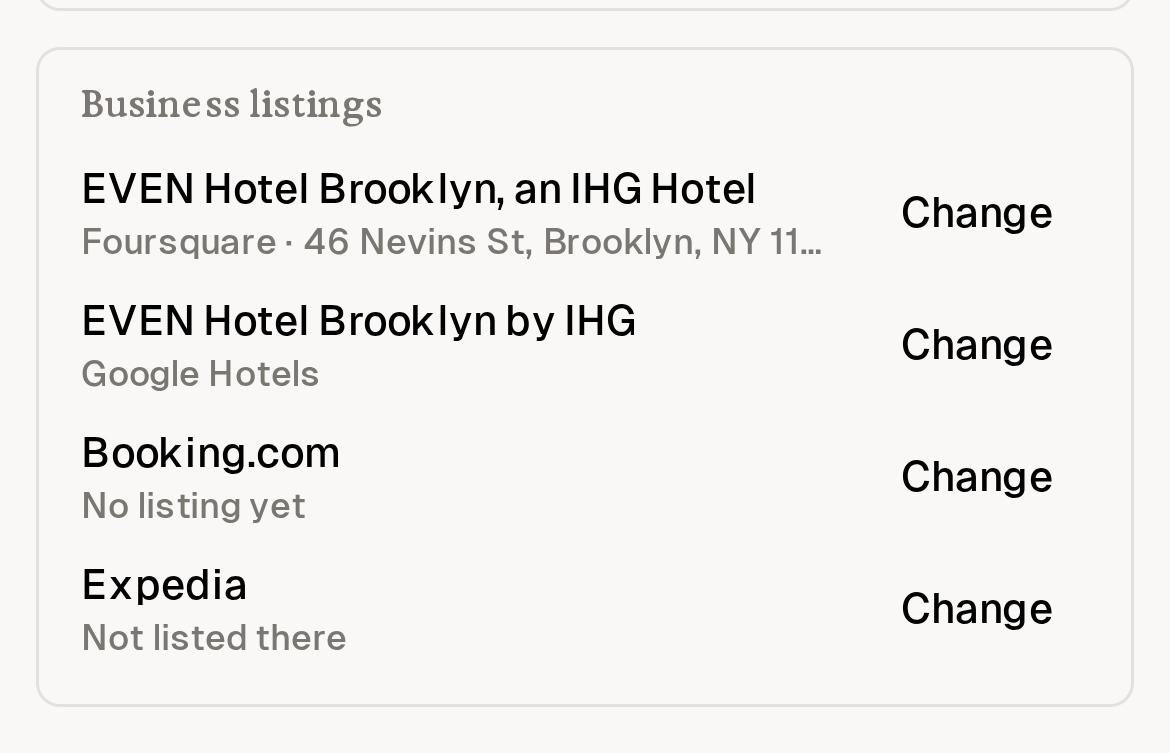 Business listings
EVEN Hotel Brooklyn, an IHG Hotel
Change
Foursquare · 46 Nevins St, Brooklyn, NY 11...
EVEN Hotel Brooklyn by IHG
Change
Google Hotels
Booking.com
Change
No listing yet
Expedia
Change
Not listed there